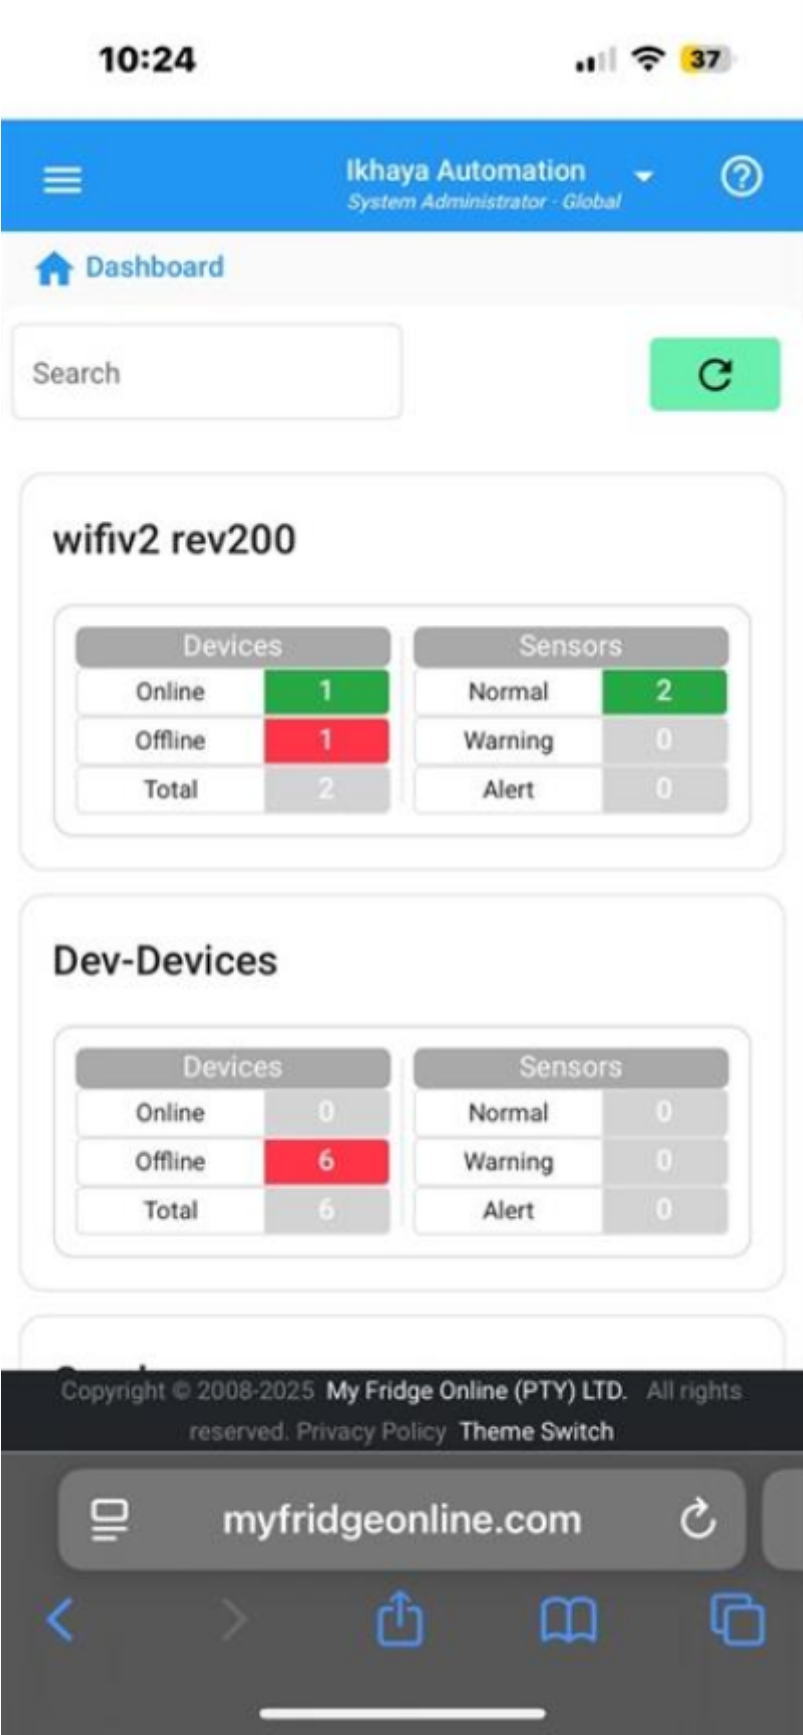 10:24
37
Ikhaya Automation
System Administrator - Global
Dashboard
Search
wifiv2 rev200
Devices Sensors
Online 1 Normal 2
Offline 1 Warning 0
Total 2 Alert 0
Dev-Devices
Devices Sensors
Online 0 Normal 0
Offline 6 Warning 0
Total 6 Alert 0
Copyright © 2008-2025 My Fridge Online (PTY) LTD. All rights
reserved. Privacy Policy Theme Switch
myfridgeonline.com